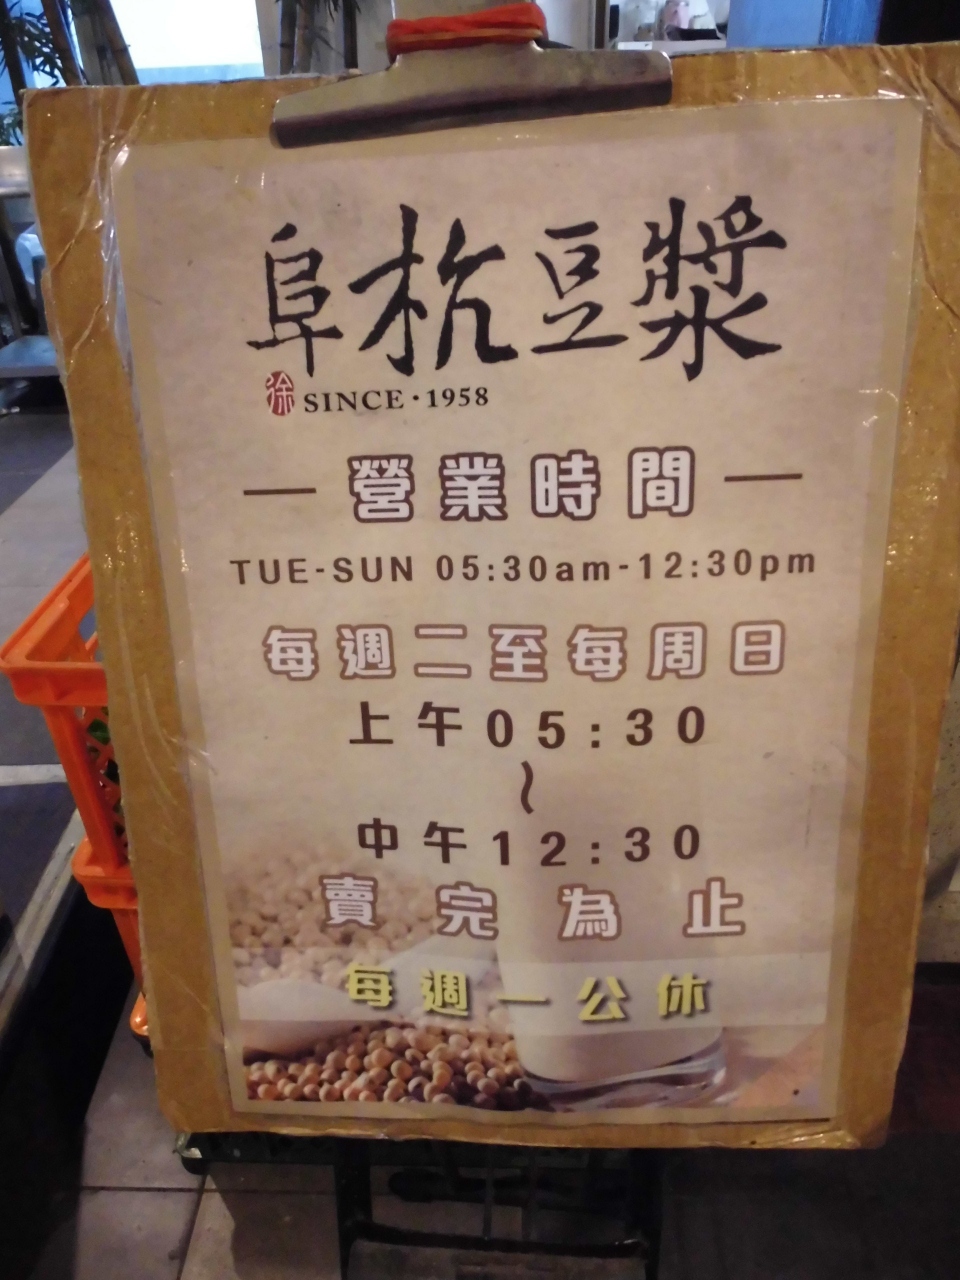 阜杭豆漿
徐 SINCE·1958
營業時間
TUE-SUN 05:30am-12:30pm
每週二至每周日
上午05:30
~
中午12:30
賣完為止
每週一公休